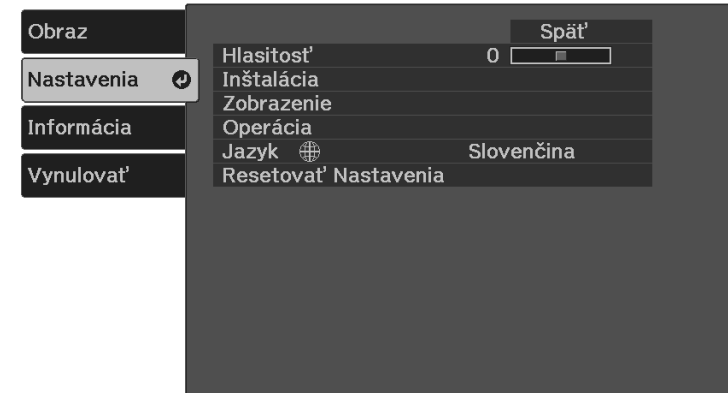 Obraz
Nastavenia
Informácia
Vynulovať
Späť
Hlasitosť 0
Inštalácia
Zobrazenie
Operácia
Jazyk Slovenčina
Resetovať Nastavenia